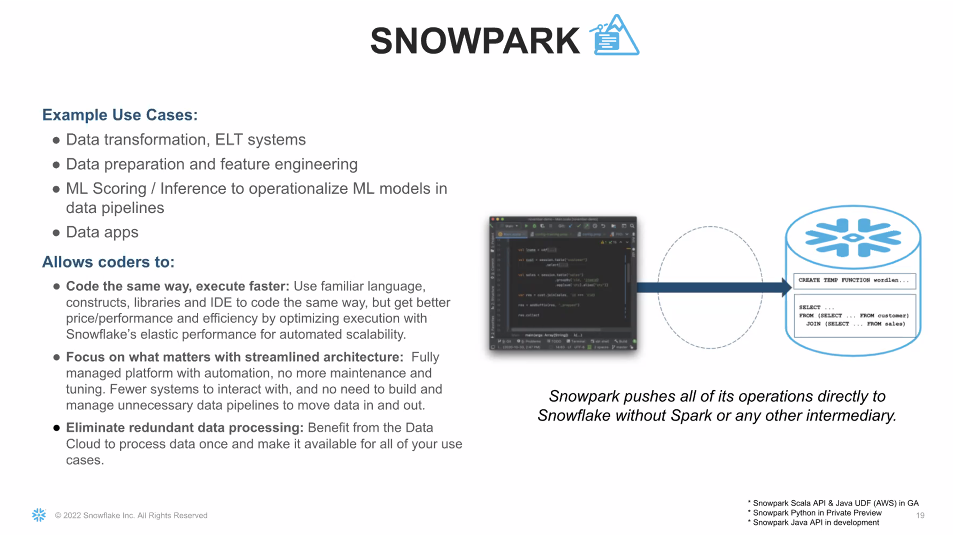 SNOWPARK
Example Use Cases:
● Data transformation, ELT systems
● Data preparation and feature engineering
● ML Scoring / Inference to operationalize ML models in
data pipelines
● Data apps
Allows coders to:
● Code the same way, execute faster: Use familiar language,
constructs, libraries and IDE to code the same way, but get better
price/performance and efficiency by optimizing execution with
Snowflake’s elastic performance for automated scalability.
● Focus on what matters with streamlined architecture: Fully
managed platform with automation, no more maintenance and
tuning. Fewer systems to interact with, and no need to build and
manage unnecessary data pipelines to move data in and out.
● Eliminate redundant data processing: Benefit from the Data
Cloud to process data once and make it available for all of your use
cases.
CREATE TEMP FUNCTION wordlen...
SELECT ...
FROM (SELECT ... FROM customer)
JOIN (SELECT ... FROM sales)
Snowpark pushes all of its operations directly to
Snowflake without Spark or any other intermediary.
* Snowpark Scala API & Java UDF (AWS) in GA
* Snowpark Python in Private Preview
* Snowpark Java API in development
© 2022 Snowflake Inc. All Rights Reserved
19